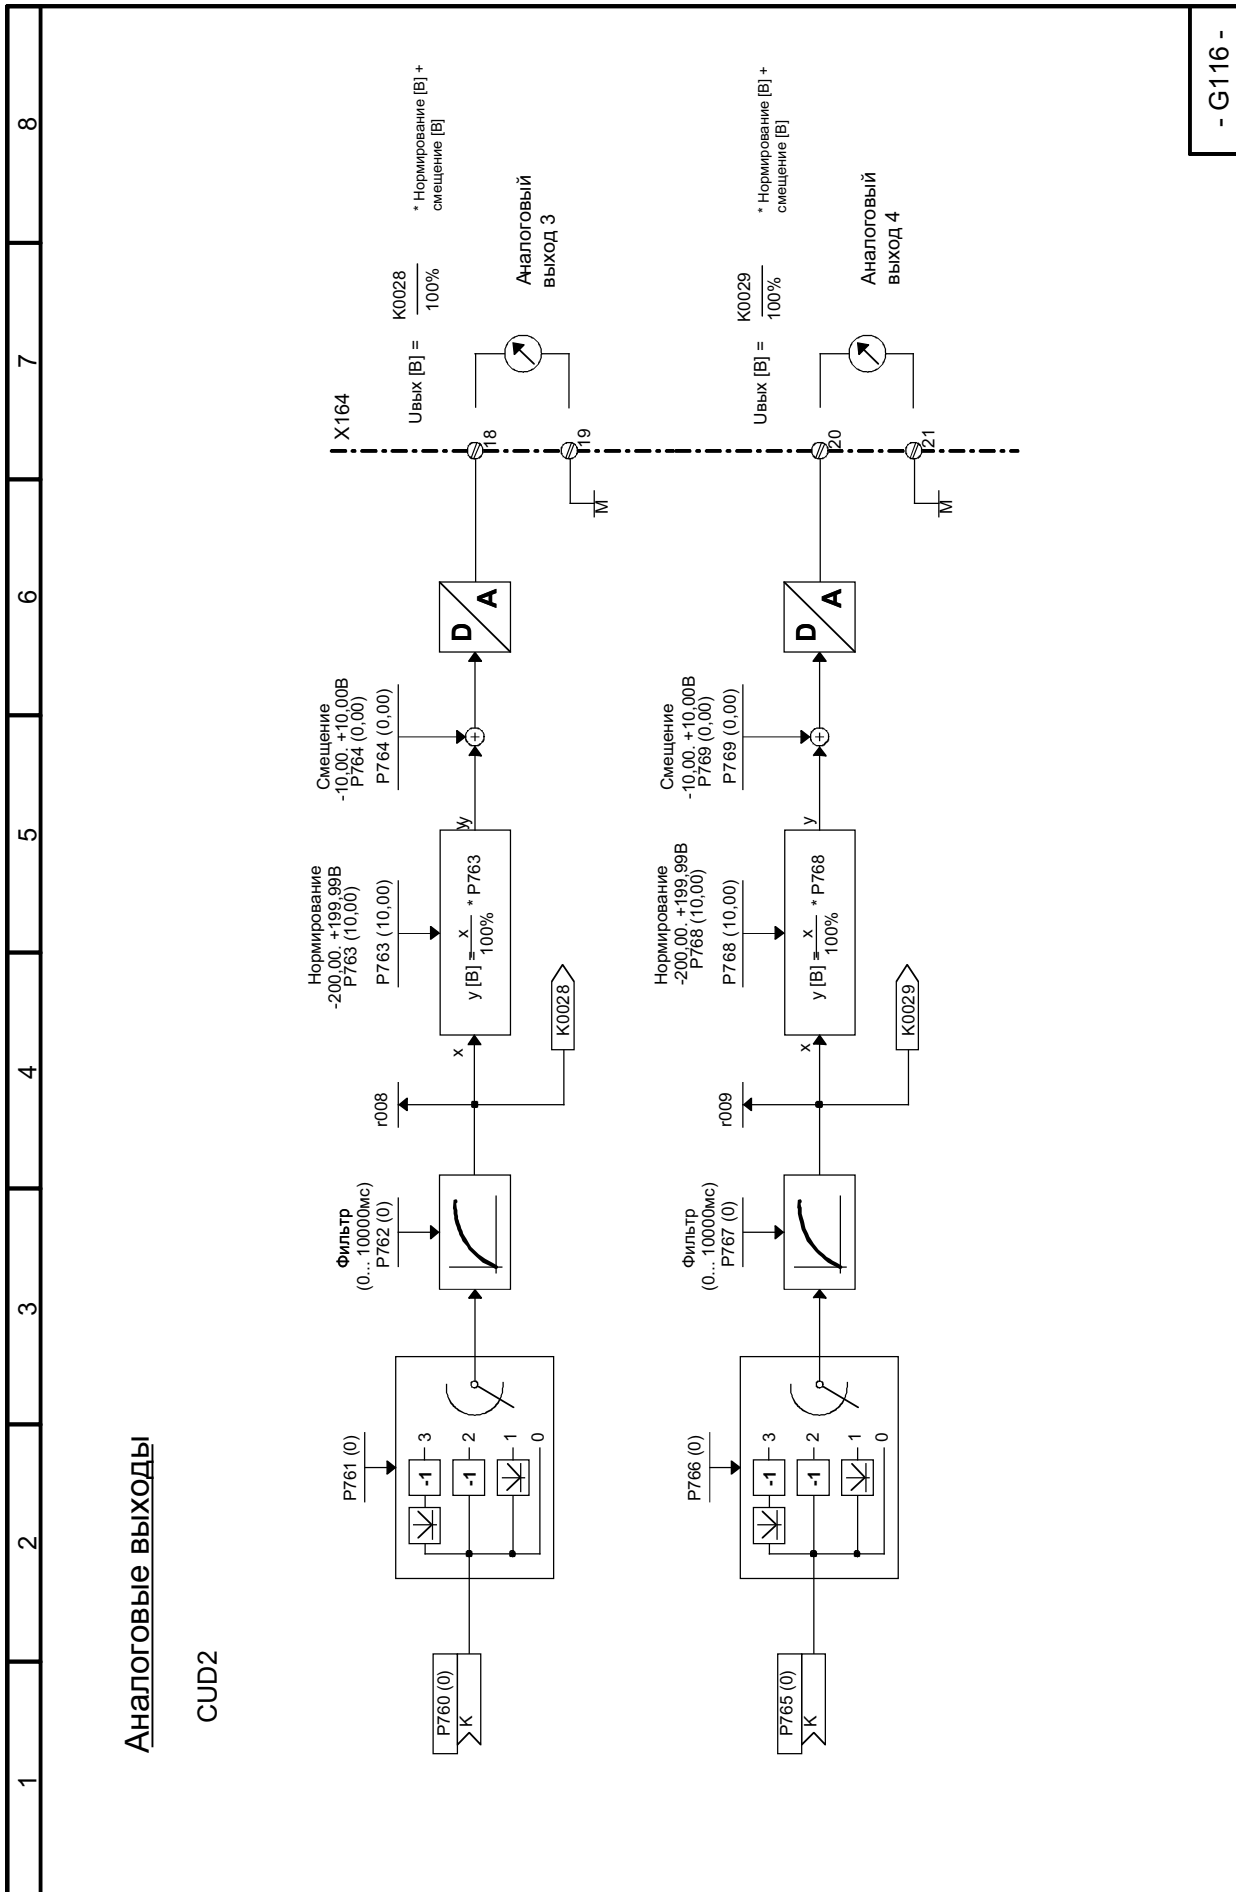 1
2
3
4
5
6
7
8
Аналоговые выходы
CUD2
P760 (0)
K
P761 (0)
3
2
1
0
-1
-1
Фильтр
(0... 10000мс)
P762 (0)
r008
K0028
x
Нормирование
-200,00. +199,99В
P763 (10,00)
P763 (10,00)
y [В] = x * P763
100%
yy
Смещение
-10,00. +10,00В
P764 (0,00)
P764 (0,00)
+
D
A
X164
18
19
M
Uвых [В] = K0028
100%
* Нормирование [В] +
смещение [В]
Аналоговый
выход 3
P765 (0)
K
P766 (0)
3
2
1
0
-1
-1
Фильтр
(0... 10000мс)
P767 (0)
r009
K0029
x
Нормирование
-200,00. +199,99В
P768 (10,00)
P768 (10,00)
y [В] = x * P768
100%
y
Смещение
-10,00. +10,00В
P769 (0,00)
P769 (0,00)
+
D
A
20
21
M
Uвых [В] = K0029
100%
* Нормирование [В] +
смещение [В]
Аналоговый
выход 4
- G116 -